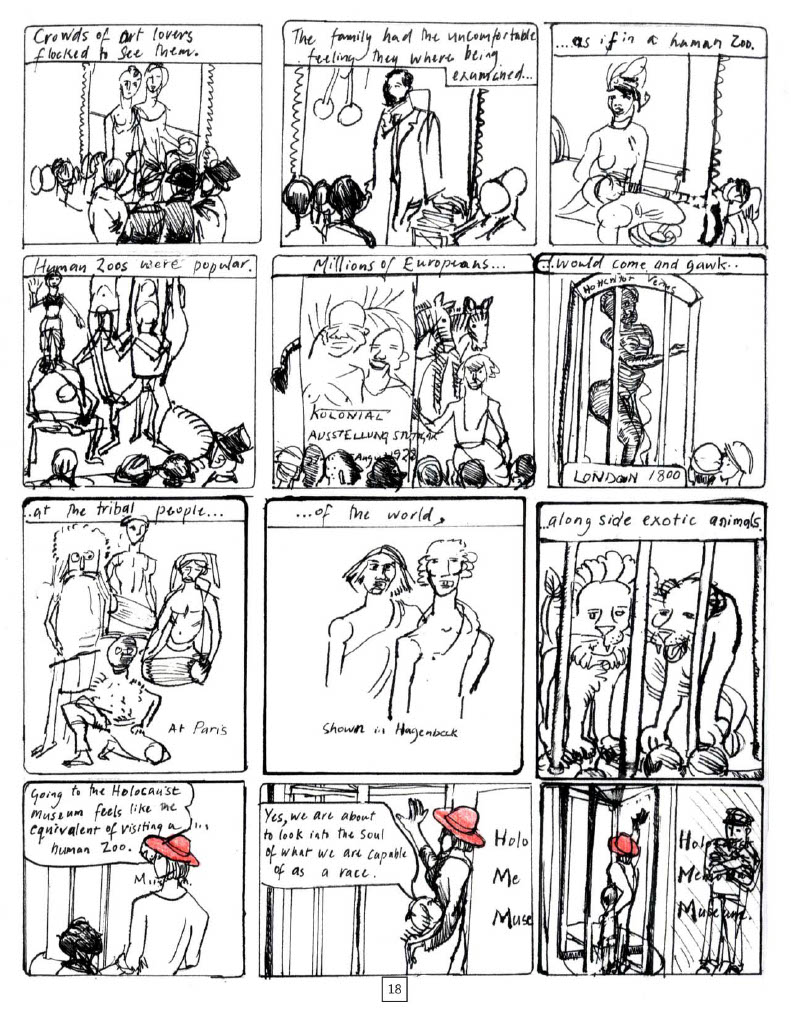 Crowds of art lovers
flocked to see them.
The family had the uncomfortable
feeling they where being
examined...
...as if in a human zoo.
Human Zoos were popular.
Millions of Europeans...
KOLONIAL
AUSSTELLUNG
1928
...would come and gawk..
HOTTENTOT VENUS
LONDON 1800
..at the tribal people...
At Paris
...of the world,
Shown in Hagenback
..along side exotic animals.
Going to the Holocaust
Museum feels like the
equivalent of visiting a
human Zoo.
...
Yes, we are about
to look into the soul
of what we are capable
of as a race.
Holo
Me
Muse
Museum.
18